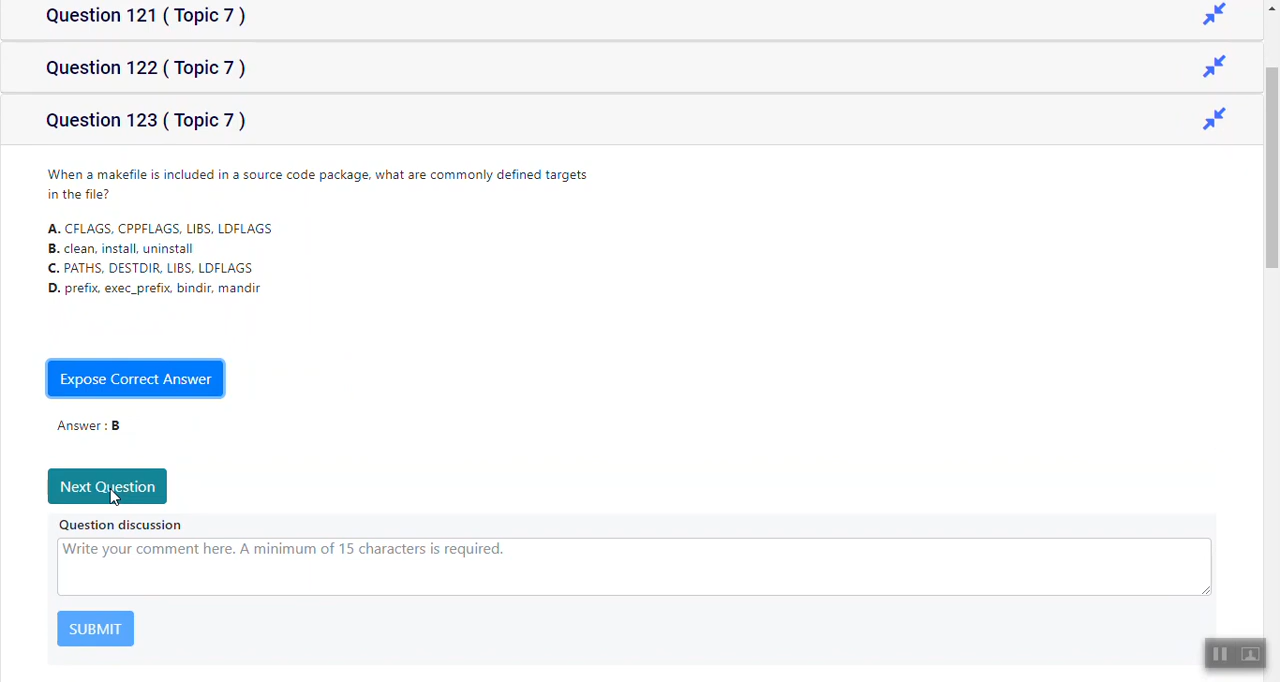 Question 121 ( Topic 7 )
Question 122 ( Topic 7 )
Question 123 ( Topic 7 )
When a makefile is included in a source code package, what are commonly defined targets
in the file?
A. CFLAGS, CPPFLAGS, LIBS, LDFLAGS
B. clean, install, uninstall
C. PATHS, DESTDIR, LIBS, LDFLAGS
D. prefix, exec_prefix, bindir, mandir
Expose Correct Answer
Answer : B
Next Question
Question discussion
Write your comment here. A minimum of 15 characters is required.
SUBMIT